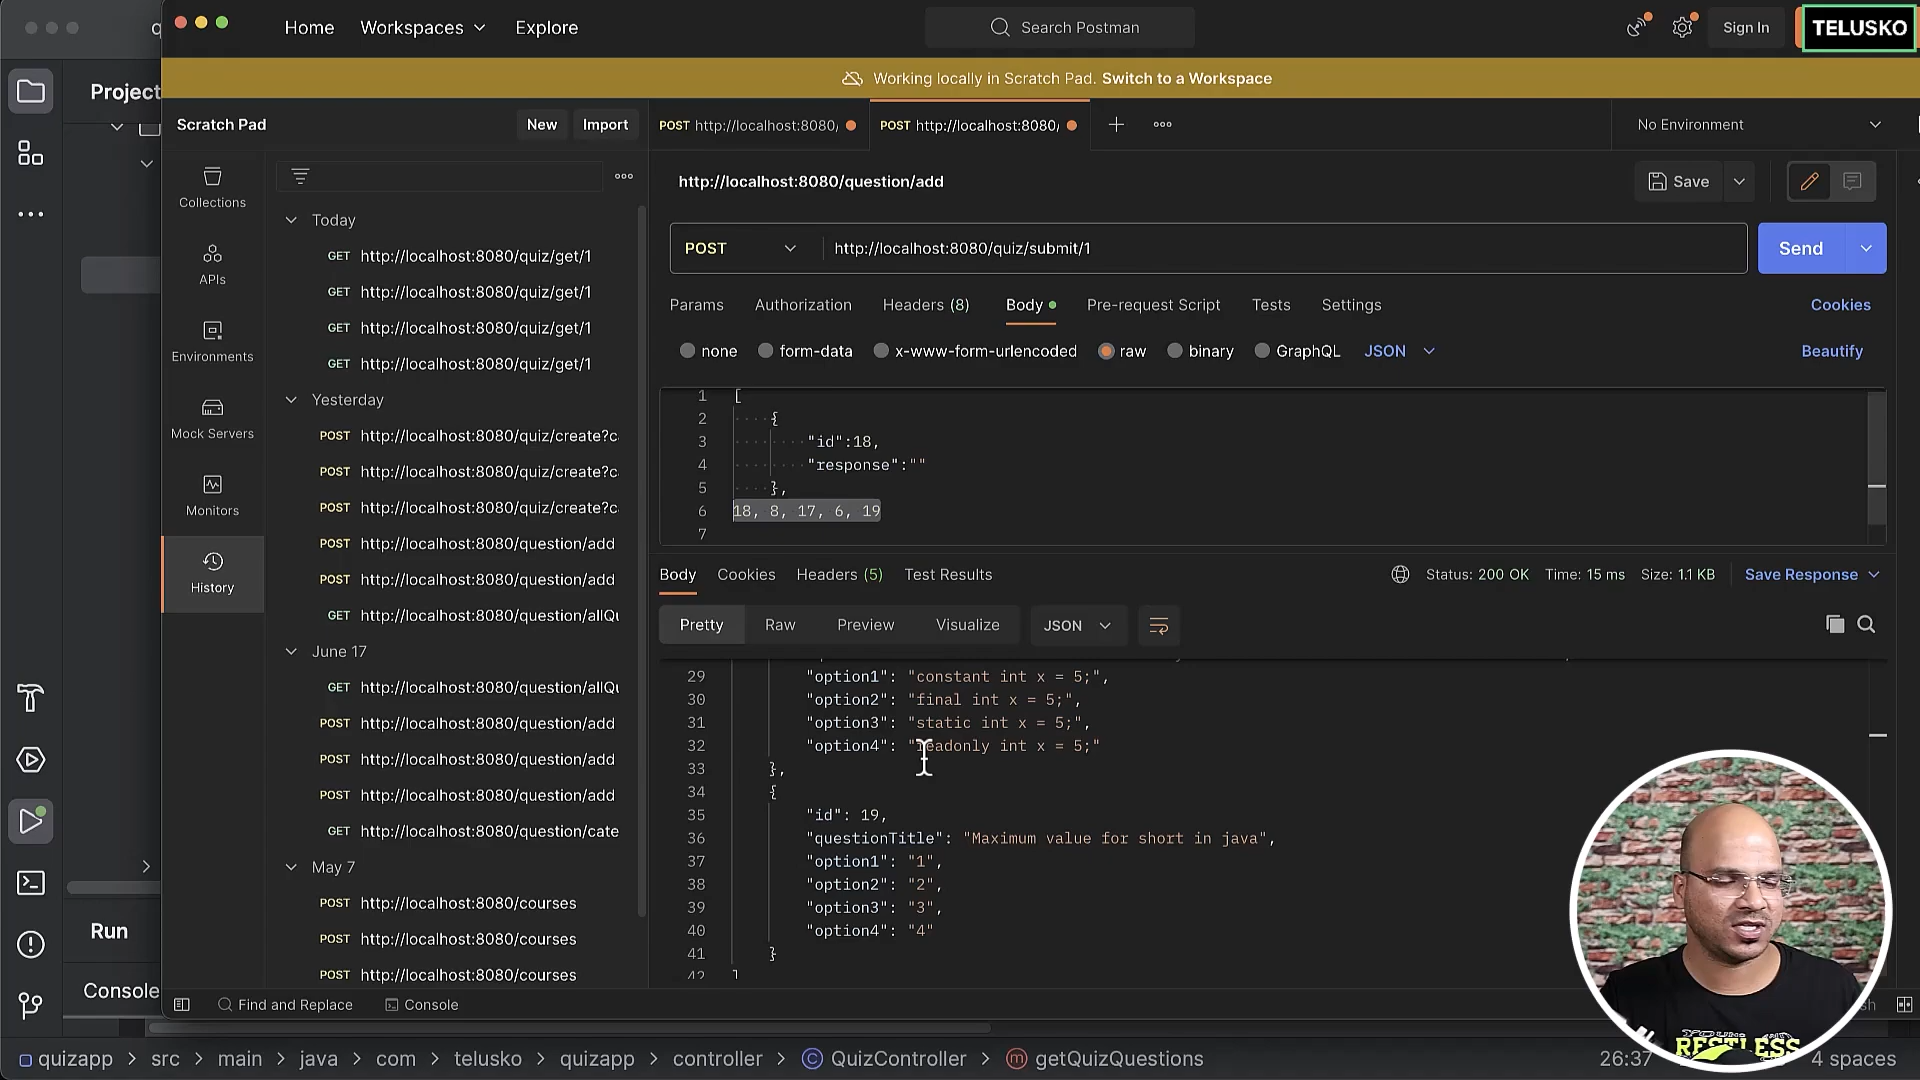 Home Workspaces Explore
Search Postman
Sign In
TELUSKO
Working locally in Scratch Pad. Switch to a Workspace
Project
Scratch Pad
New
Import
POST http://localhost:8080/
POST http://localhost:8080/
No Environment
Collections
APIs
Environments
Mock Servers
Monitors
History
Today
GET http://localhost:8080/quiz/get/1
GET http://localhost:8080/quiz/get/1
GET http://localhost:8080/quiz/get/1
GET http://localhost:8080/quiz/get/1
Yesterday
POST http://localhost:8080/quiz/create?c
POST http://localhost:8080/quiz/create?c
POST http://localhost:8080/quiz/create?c
POST http://localhost:8080/question/add
POST http://localhost:8080/question/add
GET http://localhost:8080/question/allQu
June 17
GET http://localhost:8080/question/allQu
POST http://localhost:8080/question/add
POST http://localhost:8080/question/add
POST http://localhost:8080/question/add
GET http://localhost:8080/question/cate
May 7
POST http://localhost:8080/courses
POST http://localhost:8080/courses
POST http://localhost:8080/courses
http://localhost:8080/question/add
Save
POST http://localhost:8080/quiz/submit/1
Send
Params Authorization Headers (8) Body Pre-request Script Tests Settings
Cookies
none form-data x-www-form-urlencoded raw binary GraphQL JSON
Beautify
1 [
2 {
3 "id":18,
4 "response":""
5 },
6 18, 8, 17, 6, 19
7
Body Cookies Headers (5) Test Results
Status: 200 OK Time: 15 ms Size: 1.1 KB Save Response
Pretty Raw Preview Visualize JSON
29 "option1": "constant int x = 5;",
30 "option2": "final int x = 5;",
31 "option3": "static int x = 5;",
32 "option4": "readonly int x = 5;"
33 },
34 {
35 "id": 19,
36 "questionTitle": "Maximum value for short in java",
37 "option1": "1",
38 "option2": "2",
39 "option3": "3",
40 "option4": "4"
41 }
42 ]
Run
Console
Find and Replace Console
RESTLESS
quizapp > src > main > java > com > telusko > quizapp > controller > QuizController > getQuizQuestions
26:37
4 spaces